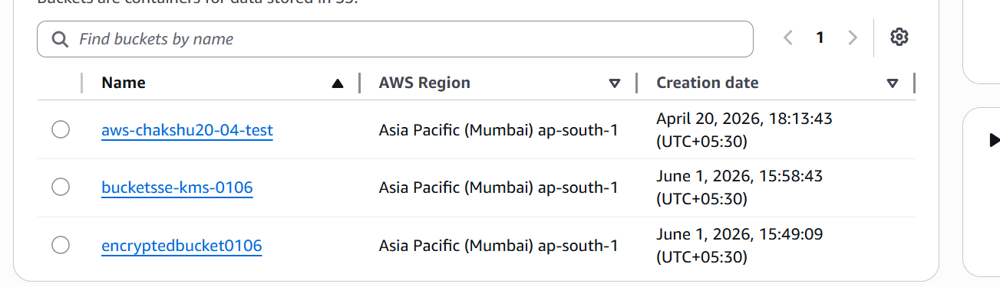 Buckets are containers for data stored in S3.
Find buckets by name
1
Name AWS Region Creation date
aws-chakshu20-04-test Asia Pacific (Mumbai) ap-south-1 April 20, 2026, 18:13:43
(UTC+05:30)
bucketsse-kms-0106 Asia Pacific (Mumbai) ap-south-1 June 1, 2026, 15:58:43
(UTC+05:30)
encryptedbucket0106 Asia Pacific (Mumbai) ap-south-1 June 1, 2026, 15:49:09
(UTC+05:30)